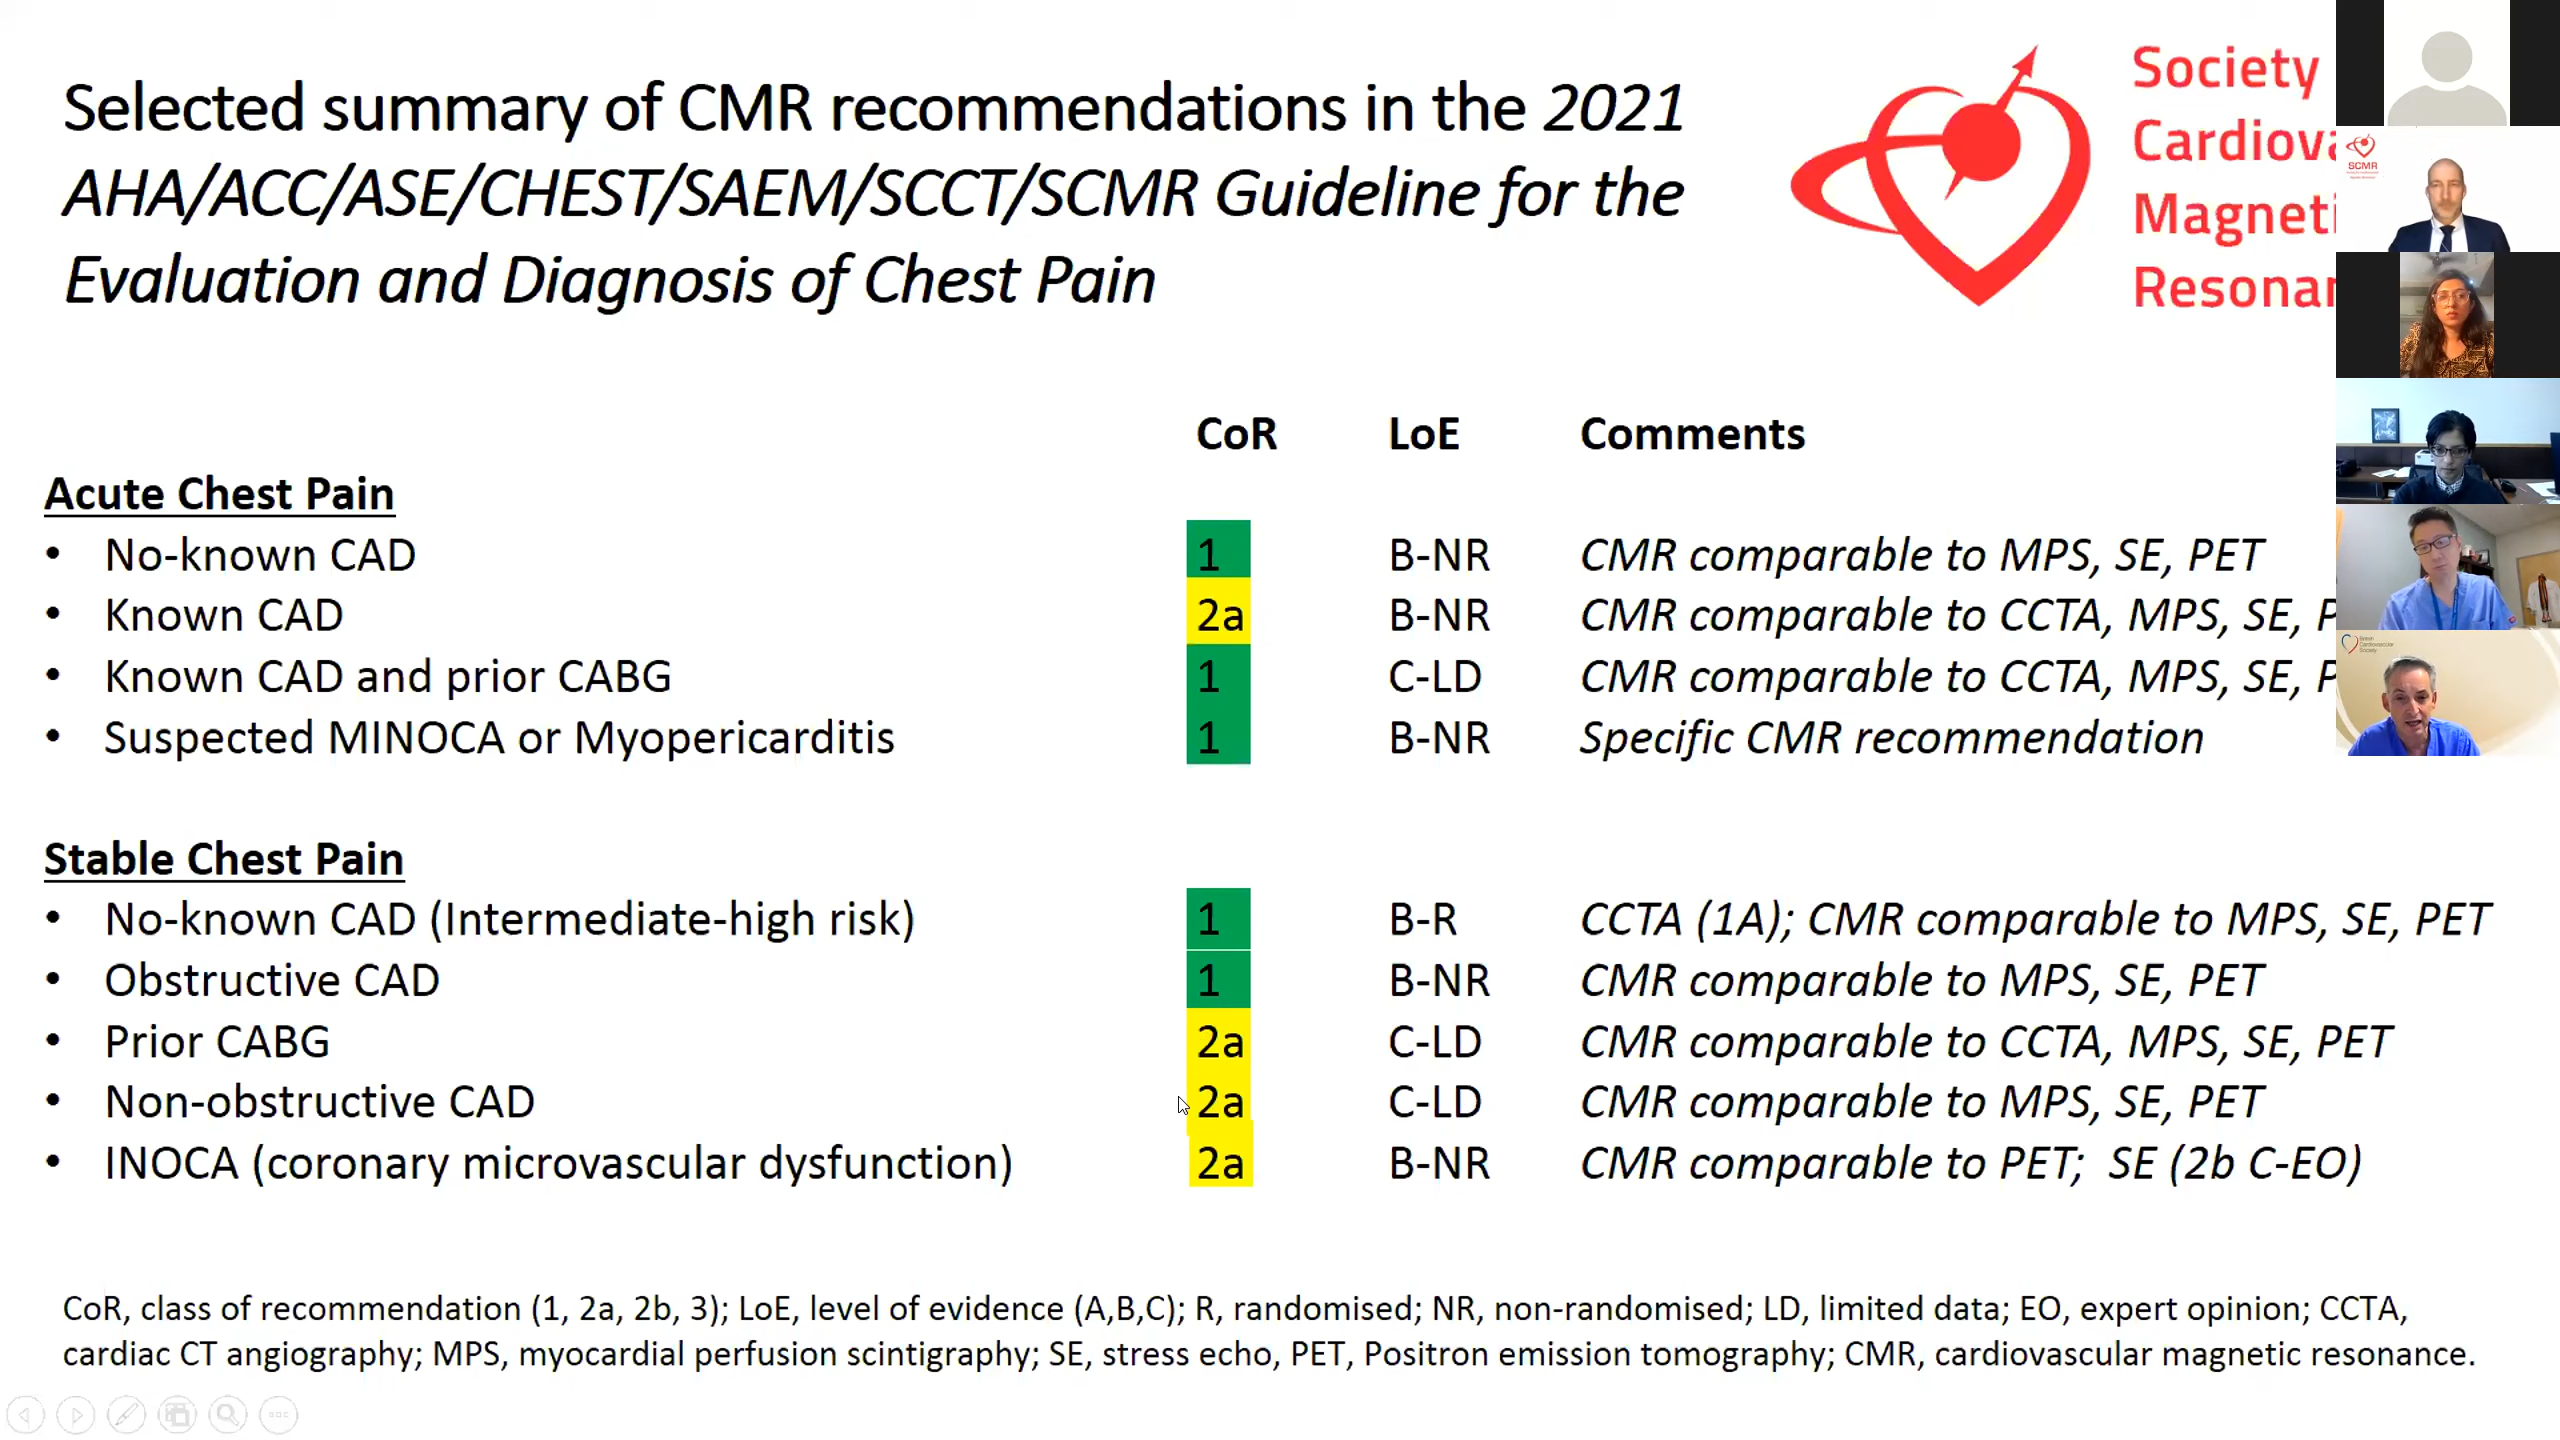 Selected summary of CMR recommendations in the 2021
AHA/ACC/ASE/CHEST/SAEM/SCCT/SCMR Guideline for the
Evaluation and Diagnosis of Chest Pain
Society
Cardiova
Magneti
Resonan
SCMR
CoR LoE Comments
Acute Chest Pain
• No-known CAD 1 B-NR CMR comparable to MPS, SE, PET
• Known CAD 2a B-NR CMR comparable to CCTA, MPS, SE, P
• Known CAD and prior CABG 1 C-LD CMR comparable to CCTA, MPS, SE, P
• Suspected MINOCA or Myopericarditis 1 B-NR Specific CMR recommendation
British
Cardiovascular
Society
Stable Chest Pain
• No-known CAD (Intermediate-high risk) 1 B-R CCTA (1A); CMR comparable to MPS, SE, PET
• Obstructive CAD 1 B-NR CMR comparable to MPS, SE, PET
• Prior CABG 2a C-LD CMR comparable to CCTA, MPS, SE, PET
• Non-obstructive CAD 2a C-LD CMR comparable to MPS, SE, PET
• INOCA (coronary microvascular dysfunction) 2a B-NR CMR comparable to PET; SE (2b C-EO)
CoR, class of recommendation (1, 2a, 2b, 3); LoE, level of evidence (A,B,C); R, randomised; NR, non-randomised; LD, limited data; EO, expert opinion; CCTA,
cardiac CT angiography; MPS, myocardial perfusion scintigraphy; SE, stress echo, PET, Positron emission tomography; CMR, cardiovascular magnetic resonance.